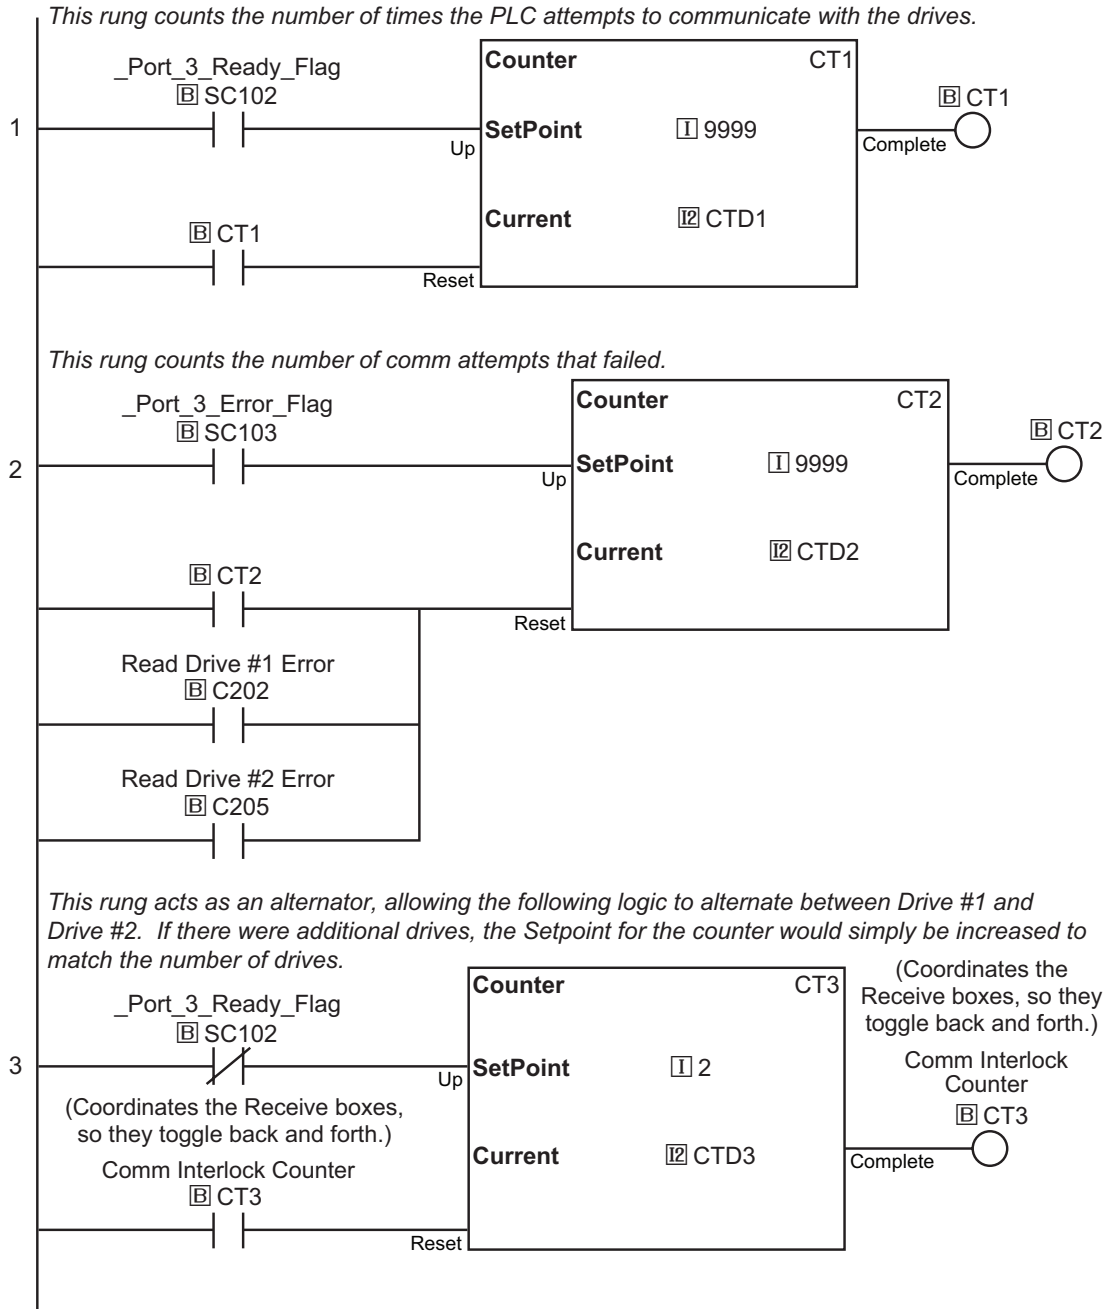 This rung counts the number of times the PLC attempts to communicate with the drives.
_Port_3_Ready_Flag
B SC102
Counter CT1
B CT1
1
Up
SetPoint I 9999
Complete
B CT1
Current I2 CTD1
Reset
This rung counts the number of comm attempts that failed.
_Port_3_Error_Flag
B SC103
Counter CT2
B CT2
2
Up
SetPoint I 9999
Complete
B CT2
Current I2 CTD2
Reset
Read Drive #1 Error
B C202
Read Drive #2 Error
B C205
This rung acts as an alternator, allowing the following logic to alternate between Drive #1 and
Drive #2. If there were additional drives, the Setpoint for the counter would simply be increased to
match the number of drives.
_Port_3_Ready_Flag
B SC102
Counter CT3
(Coordinates the
Receive boxes, so they
toggle back and forth.)
3
Up
SetPoint I 2
Comm Interlock
Counter
B CT3
(Coordinates the Receive boxes,
so they toggle back and forth.)
Comm Interlock Counter
B CT3
Current I2 CTD3
Complete
Reset